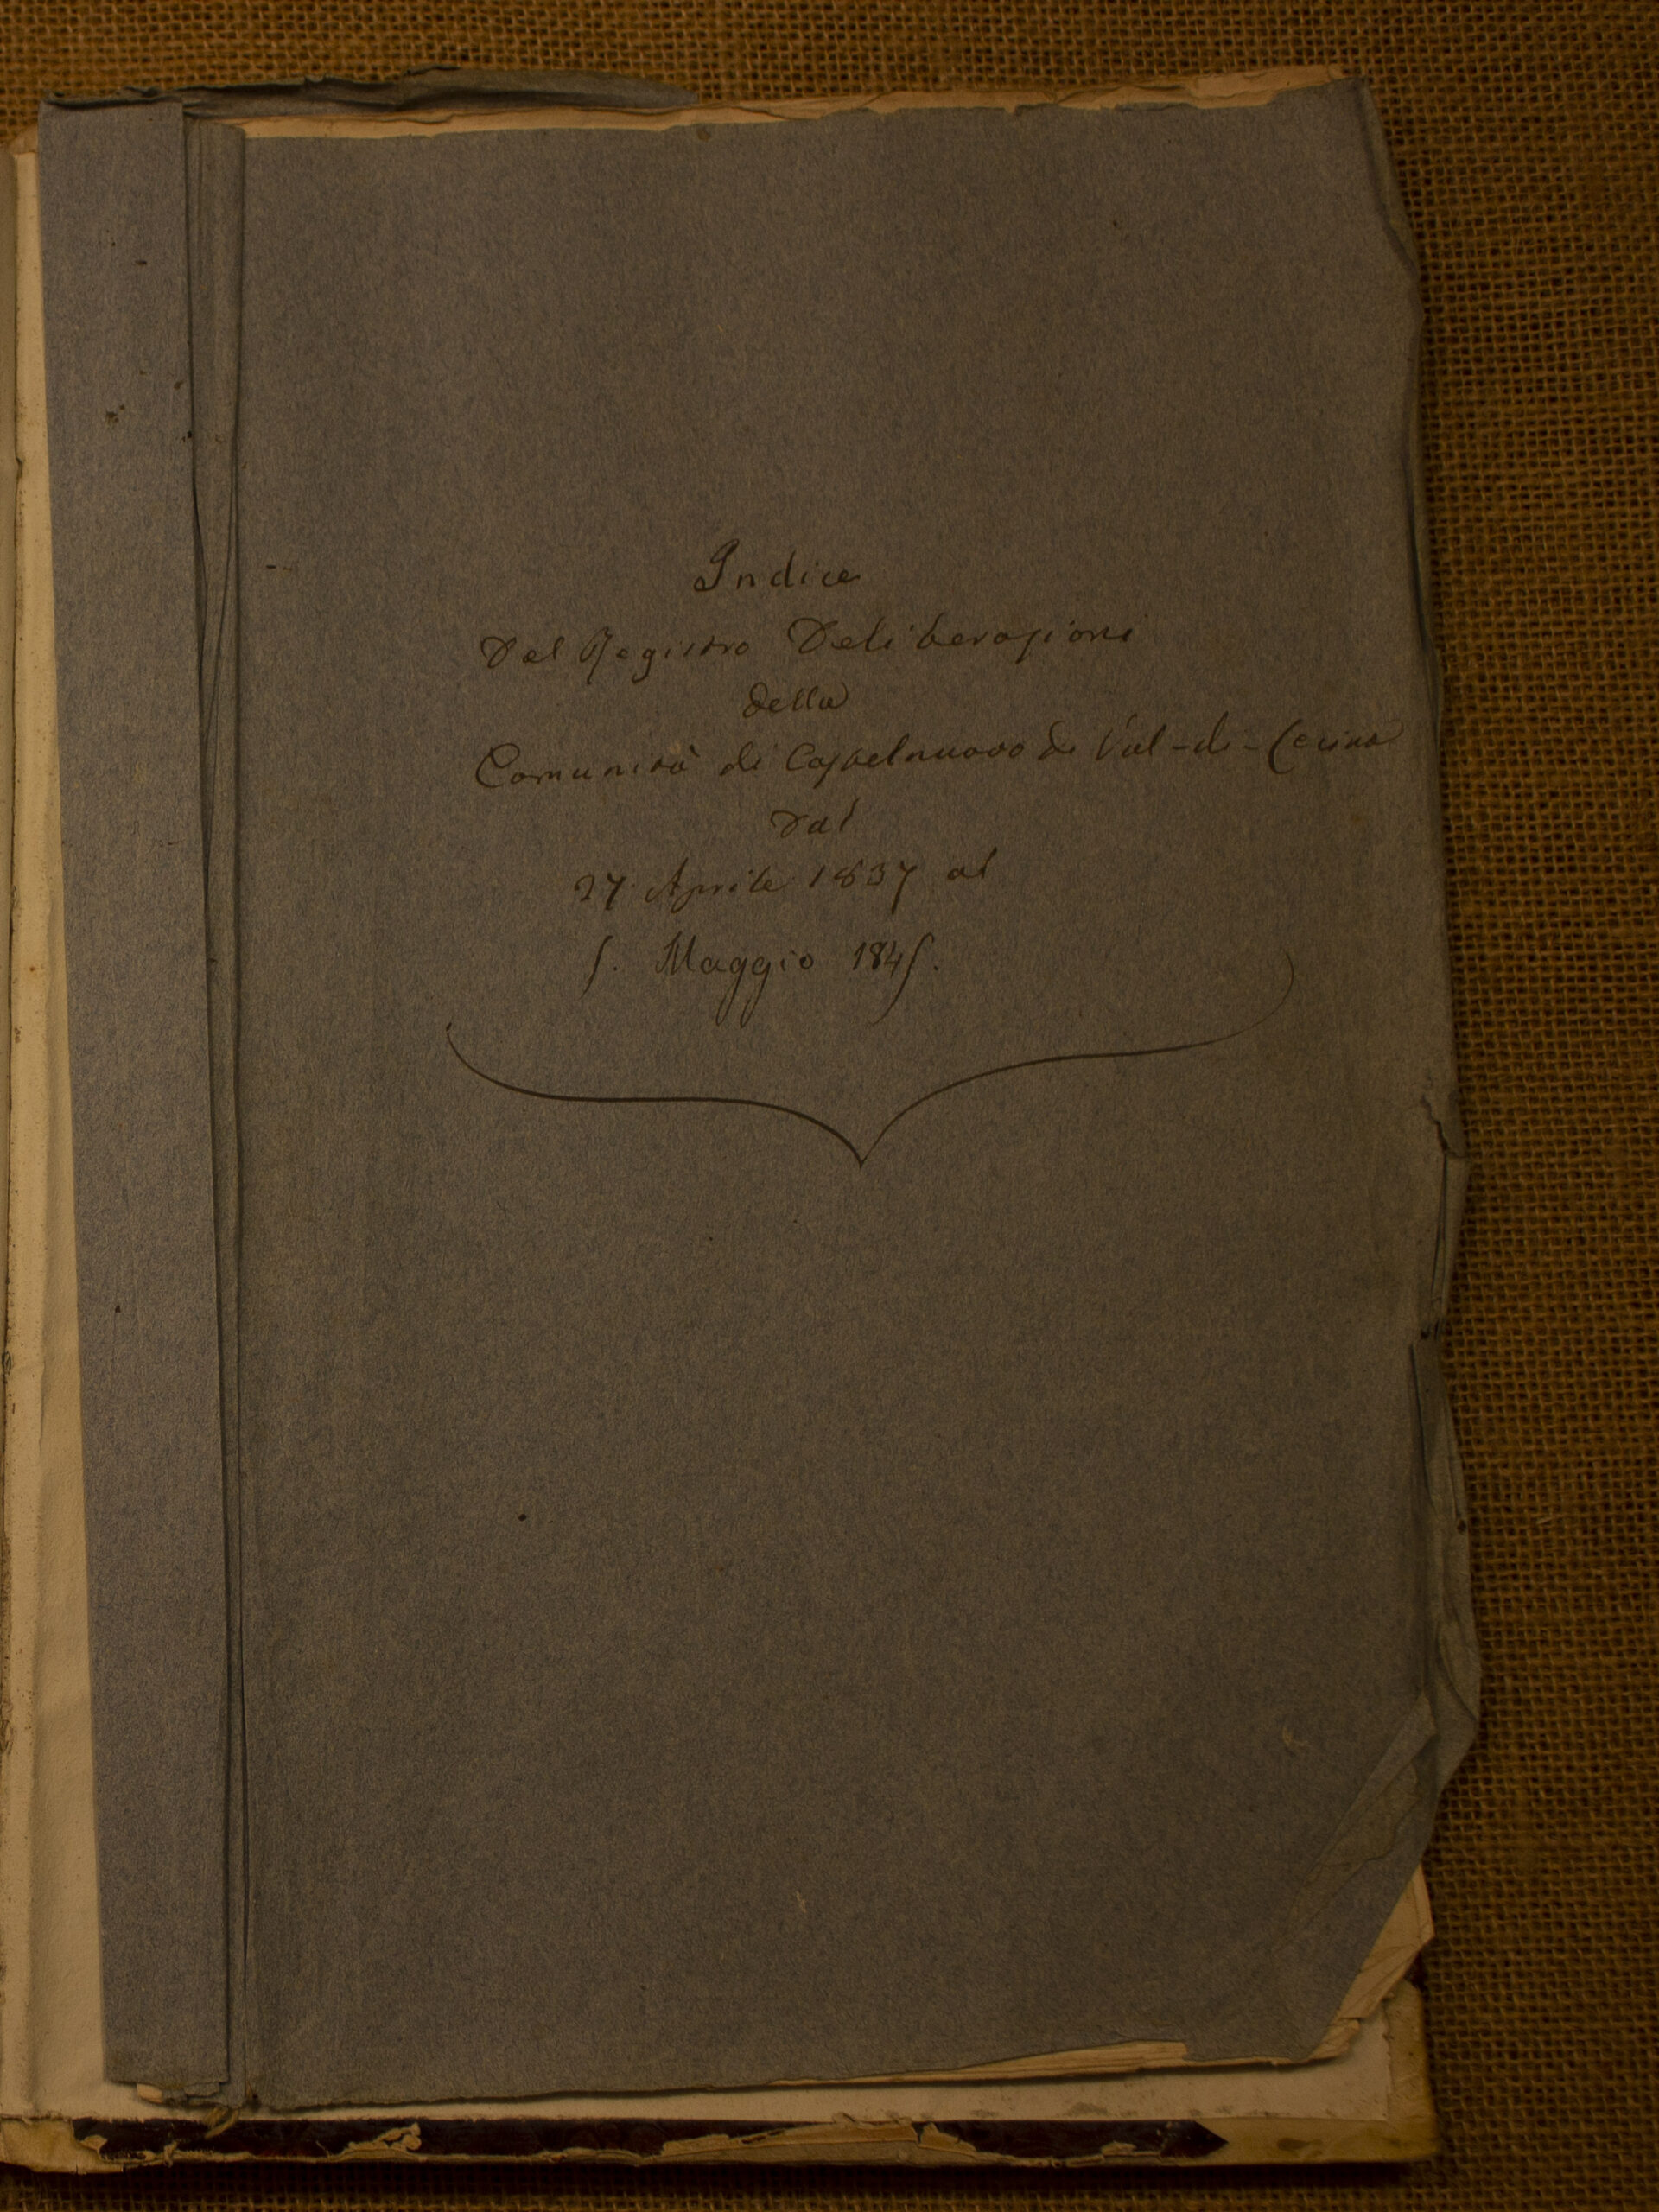 Indice
Del Registro Deliberazioni
della
Comunità di Castelnuovo di Val-di-Cecina
Dal
27 Aprile 1837 al
5. Maggio 1845.